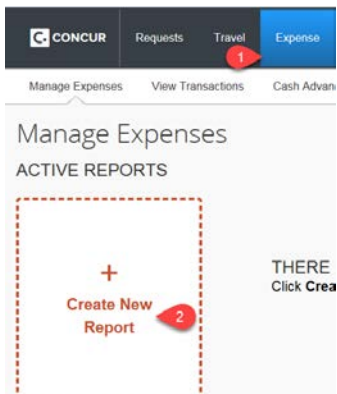 C. CONCUR Requests Travel Expense
1
Manage Expenses View Transactions Cash Advan
Manage Expenses
ACTIVE REPORTS
+
Create New
Report
2
THERE
Click Crea